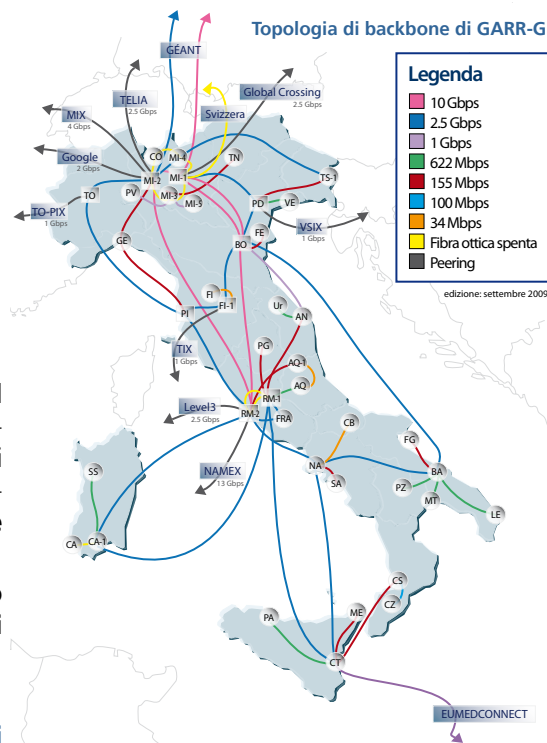 Topologia di backbone di GARR-G
GÉANT
Legenda
10 Gbps
2.5 Gbps
1 Gbps
622 Mbps
155 Mbps
100 Mbps
34 Mbps
Fibra ottica spenta
Peering
edizione: settembre 2009
TELIA
2.5 Gbps
Global Crossing
2.5 Gbps
MIX
4 Gbps
Svizzera
Google
2 Gbps
CO
MI-4
TN
MI-2
MI-1
TS-1
TO
PV
MI-3
MI-5
PD
VE
TO-PIX
1 Gbps
VSIX
1 Gbps
GE
FE
BO
FI
FI-1
Ur
AN
PI
TIX
1 Gbps
PG
AQ-1
AQ
Level3
2.5 Gbps
RM-2
RM-1
FRA
CB
FG
NAMEX
13 Gbps
NA
SA
BA
PZ
MT
LE
SS
CA
CA-1
CS
CZ
PA
ME
CT
EUMEDCONNECT